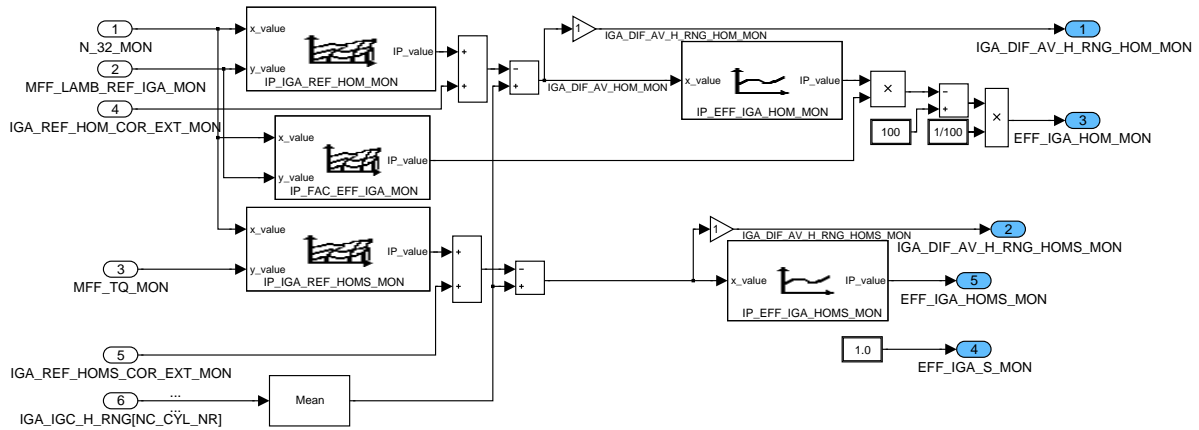 1
N_32_MON
2
MFF_LAMB_REF_IGA_MON
4
IGA_REF_HOM_COR_EXT_MON
x_value
y_value
IP_value
IP_IGA_REF_HOM_MON
+
+
−
+
1
IGA_DIF_AV_H_RNG_HOM_MON
1
IGA_DIF_AV_H_RNG_HOM_MON
IGA_DIF_AV_HOM_MON
x_value
IP_value
IP_EFF_IGA_HOM_MON
×
100
−
+
1/100
×
3
EFF_IGA_HOM_MON
x_value
y_value
IP_value
IP_FAC_EFF_IGA_MON
3
MFF_TQ_MON
x_value
y_value
IP_value
IP_IGA_REF_HOMS_MON
+
+
−
+
1
IGA_DIF_AV_H_RNG_HOMS_MON
2
IGA_DIF_AV_H_RNG_HOMS_MON
x_value
IP_value
IP_EFF_IGA_HOMS_MON
5
EFF_IGA_HOMS_MON
1.0
4
EFF_IGA_S_MON
5
IGA_REF_HOMS_COR_EXT_MON
6
IGA_IGC_H_RNG[NC_CYL_NR]
...
...
Mean